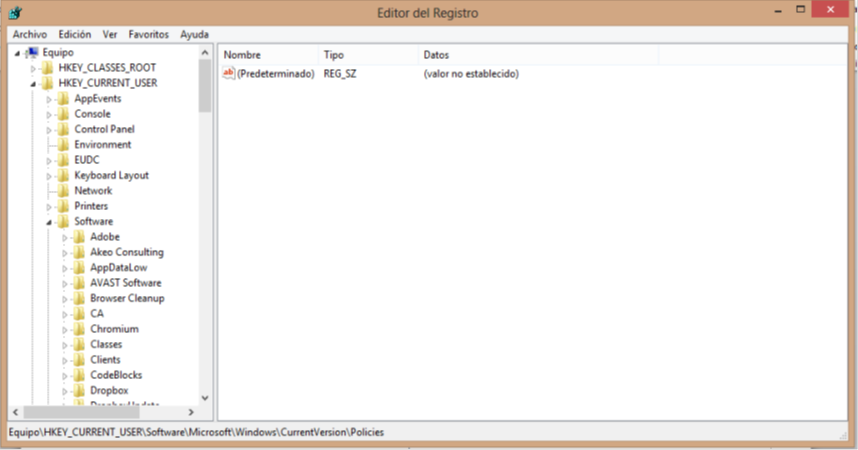 Editor del Registro
Archivo Edición Ver Favoritos Ayuda
Equipo
HKEY_CLASSES_ROOT
HKEY_CURRENT_USER
AppEvents
Console
Control Panel
Environment
EUDC
Keyboard Layout
Network
Printers
Software
Adobe
Akeo Consulting
AppDataLow
AVAST Software
Browser Cleanup
CA
Chromium
Classes
Clients
CodeBlocks
Dropbox
DropboxUpdate
Nombre Tipo Datos
ab (Predeterminado) REG_SZ (valor no establecido)
Equipo\HKEY_CURRENT_USER\Software\Microsoft\Windows\CurrentVersion\Policies